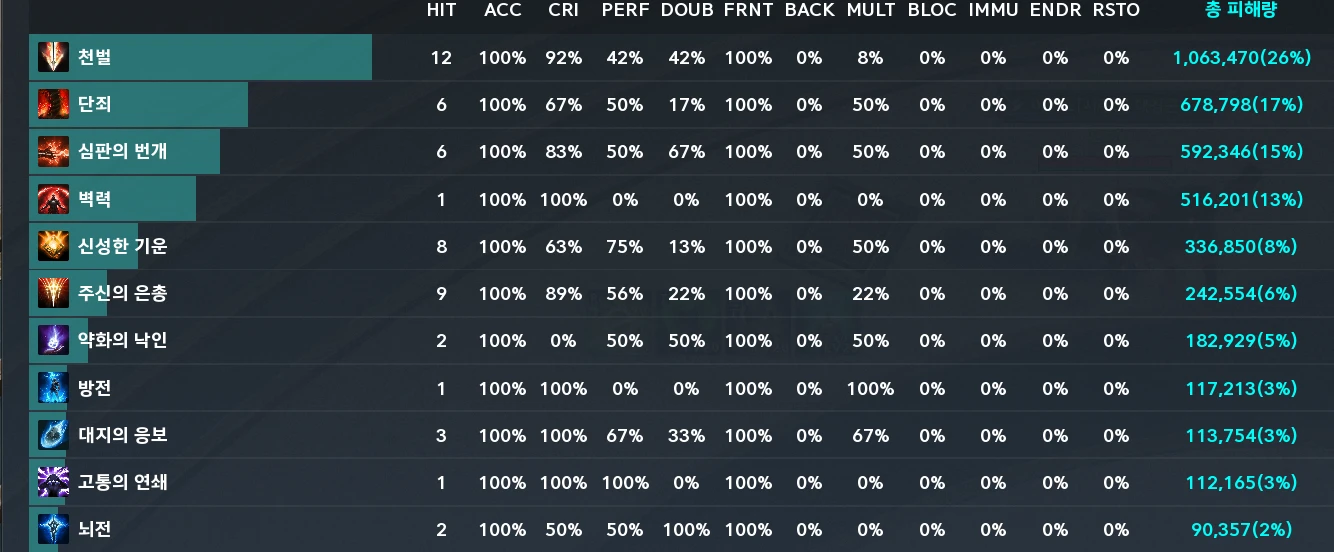 HIT ACC CRI PERF DOUB FRNT BACK MULT BLOC IMMU ENDR RSTO 총 피해량
천벌 12 100% 92% 42% 42% 100% 0% 8% 0% 0% 0% 0% 1,063,470(26%)
단죄 6 100% 67% 50% 17% 100% 0% 50% 0% 0% 0% 0% 678,798(17%)
심판의 번개 6 100% 83% 50% 67% 100% 0% 50% 0% 0% 0% 0% 592,346(15%)
벽력 1 100% 100% 0% 0% 100% 0% 0% 0% 0% 0% 0% 516,201(13%)
신성한 기운 8 100% 63% 75% 13% 100% 0% 50% 0% 0% 0% 0% 336,850(8%)
주신의 은총 9 100% 89% 56% 22% 100% 0% 22% 0% 0% 0% 0% 242,554(6%)
약화의 낙인 2 100% 0% 50% 50% 100% 0% 50% 0% 0% 0% 0% 182,929(5%)
방전 1 100% 100% 0% 0% 100% 0% 100% 0% 0% 0% 0% 117,213(3%)
대지의 응보 3 100% 100% 67% 33% 100% 0% 67% 0% 0% 0% 0% 113,754(3%)
고통의 연쇄 1 100% 100% 100% 0% 100% 0% 0% 0% 0% 0% 0% 112,165(3%)
뇌전 2 100% 50% 50% 100% 100% 0% 0% 0% 0% 0% 0% 90,357(2%)